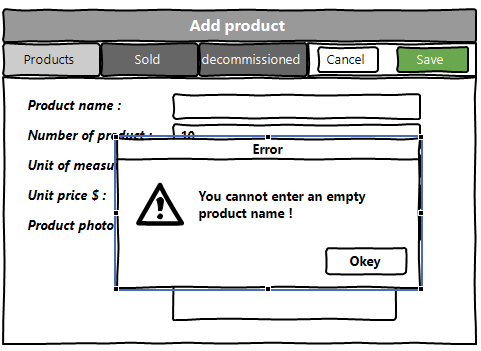 Add product
Products Sold decommissioned Cancel Save
Product name :
Number of product : 10
Error
Unit of measu
You cannot enter an empty
product name !
Unit price $ :
Product photo
Okey